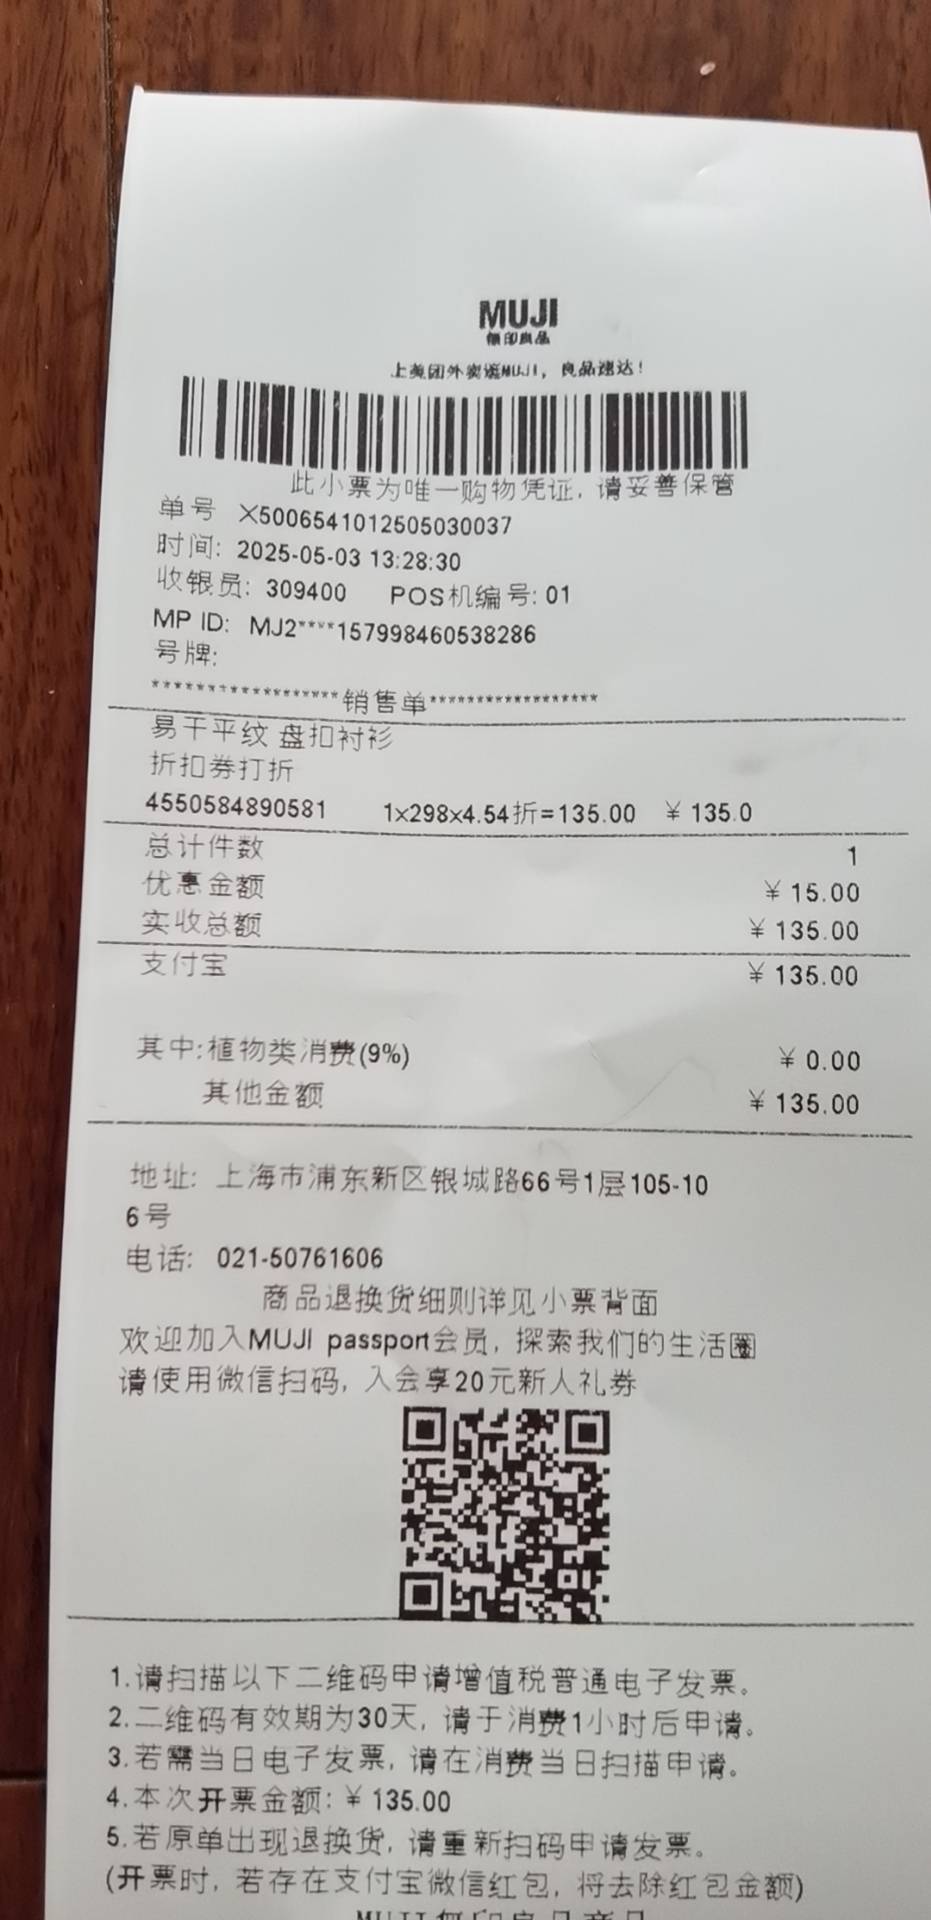 MUJI
無印良品
上美团外卖逛MUJI，良品速达！
此小票为唯一购物凭证，请妥善保管
单号 X5006541012505030037
时间: 2025-05-03 13:28:30
收银员: 309400 POS机编号: 01
MP ID: MJ2****157998460538286
号牌:
******************销售单******************
易干平纹 盘扣衬衫
折扣券打折
4550584890581 1×298×4.54折=135.00 ¥135.0
总计件数 1
优惠金额 ¥15.00
实收总额 ¥135.00
支付宝 ¥135.00
其中:植物类消费(9%) ¥0.00
其他金额 ¥135.00
地址: 上海市浦东新区银城路66号1层105-10
6号
电话: 021-50761606
商品退换货细则详见小票背面
欢迎加入MUJI passport会员, 探索我们的生活圈
请使用微信扫码, 入会享20元新人礼券
1.请扫描以下二维码申请增值税普通电子发票。
2.二维码有效期为30天, 请于消费1小时后申请。
3.若需当日电子发票, 请在消费当日扫描申请。
4.本次开票金额: ¥135.00
5.若原单出现退换货, 请重新扫码申请发票。
(开票时, 若存在支付宝微信红包, 将去除红包金额)